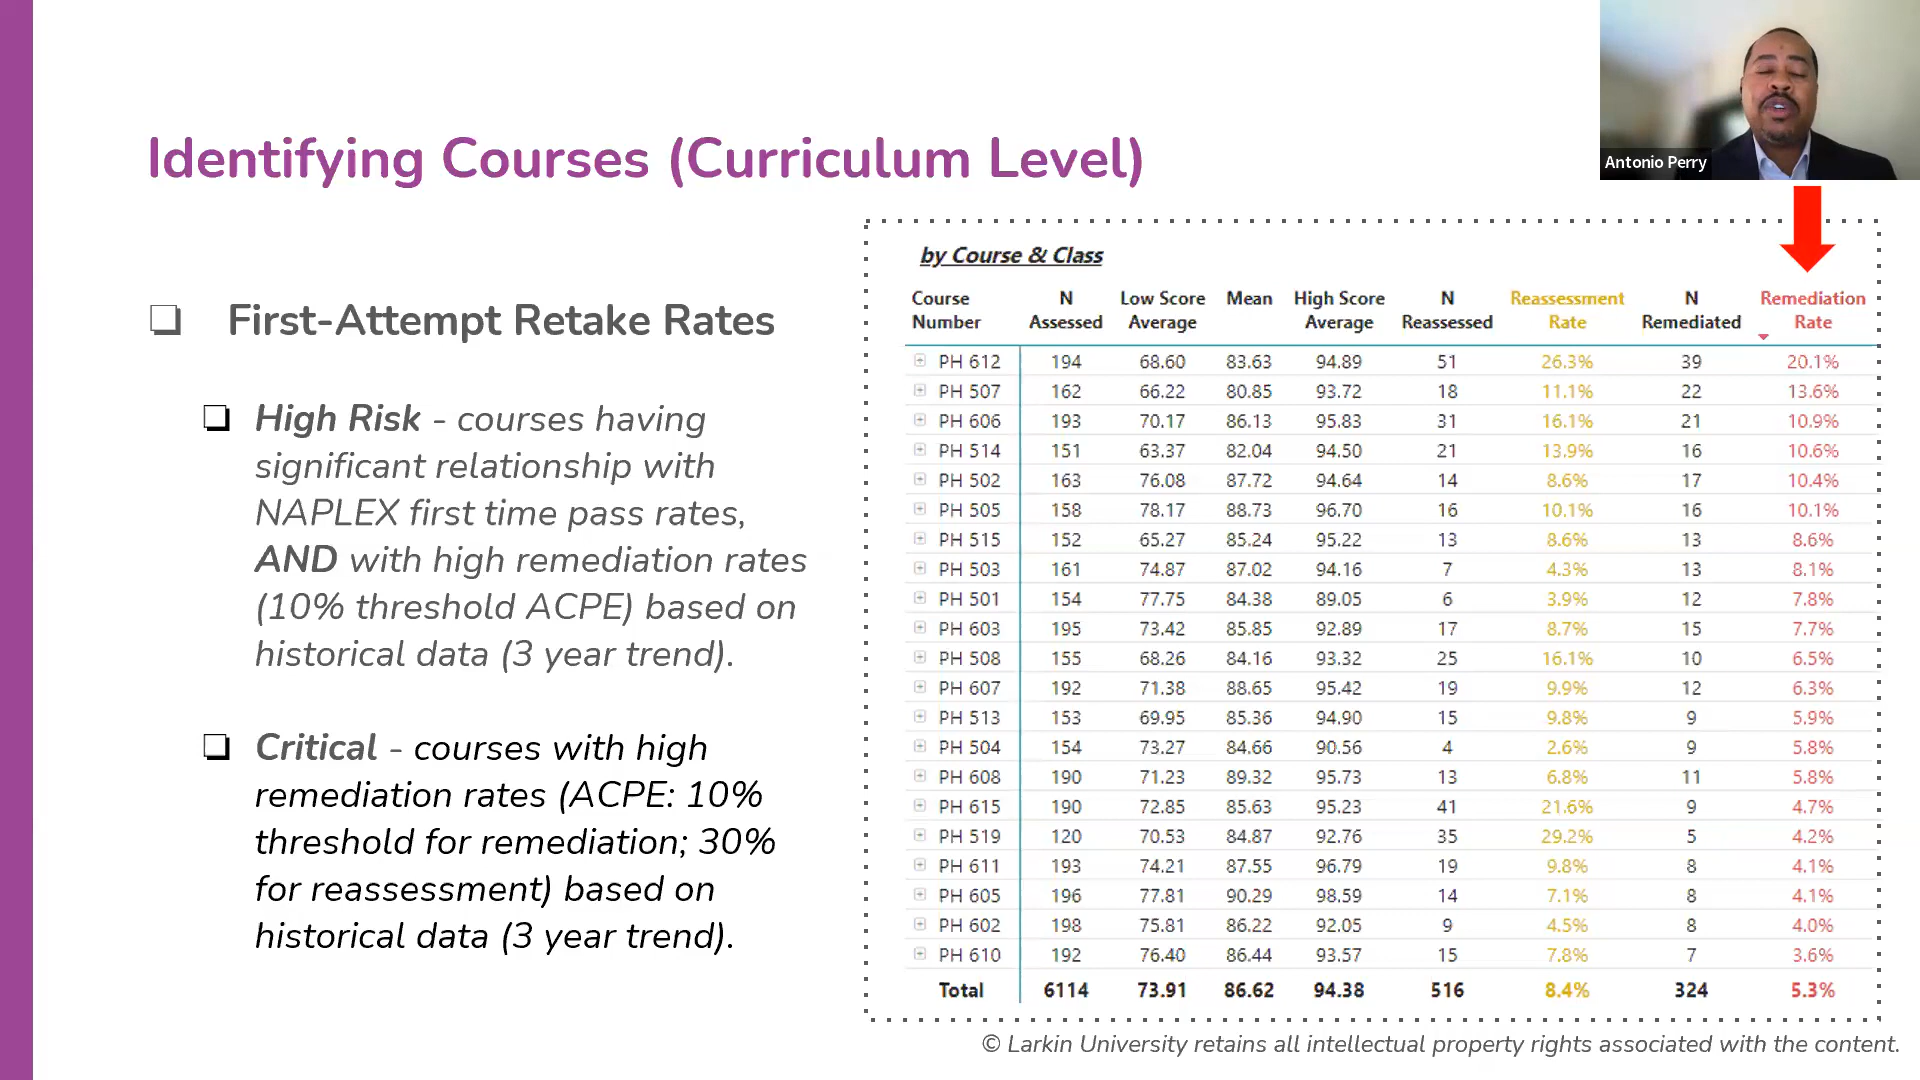 Identifying Courses (Curriculum Level)
Antonio Perry
First-Attempt Retake Rates
High Risk - courses having
significant relationship with
NAPLEX first time pass rates,
AND with high remediation rates
(10% threshold ACPE) based on
historical data (3 year trend).
Critical - courses with high
remediation rates (ACPE: 10%
threshold for remediation; 30%
for reassessment) based on
historical data (3 year trend).
by Course & Class
Course Number N Assessed Low Score Average Mean High Score Average N Reassessed Reassessment Rate N Remediated Remediation Rate
PH 612 194 68.60 83.63 94.89 51 26.3% 39 20.1%
PH 507 162 66.22 80.85 93.72 18 11.1% 22 13.6%
PH 606 193 70.17 86.13 95.83 31 16.1% 21 10.9%
PH 514 151 63.37 82.04 94.50 21 13.9% 16 10.6%
PH 502 163 76.08 87.72 94.64 14 8.6% 17 10.4%
PH 505 158 78.17 88.73 96.70 16 10.1% 16 10.1%
PH 515 152 65.27 85.24 95.22 13 8.6% 13 8.6%
PH 503 161 74.87 87.02 94.16 7 4.3% 13 8.1%
PH 501 154 77.75 84.38 89.05 6 3.9% 12 7.8%
PH 603 195 73.42 85.85 92.89 17 8.7% 15 7.7%
PH 508 155 68.26 84.16 93.32 25 16.1% 10 6.5%
PH 607 192 71.38 88.65 95.42 19 9.9% 12 6.3%
PH 513 153 69.95 85.36 94.90 15 9.8% 9 5.9%
PH 504 154 73.27 84.66 90.56 4 2.6% 9 5.8%
PH 608 190 71.23 89.32 95.73 13 6.8% 11 5.8%
PH 615 190 72.85 85.63 95.23 41 21.6% 9 4.7%
PH 519 120 70.53 84.87 92.76 35 29.2% 5 4.2%
PH 611 193 74.21 87.55 96.79 19 9.8% 8 4.1%
PH 605 196 77.81 90.29 98.59 14 7.1% 8 4.1%
PH 602 198 75.81 86.22 92.05 9 4.5% 8 4.0%
PH 610 192 76.40 86.44 93.57 15 7.8% 7 3.6%
Total 6114 73.91 86.62 94.38 516 8.4% 324 5.3%
© Larkin University retains all intellectual property rights associated with the content.